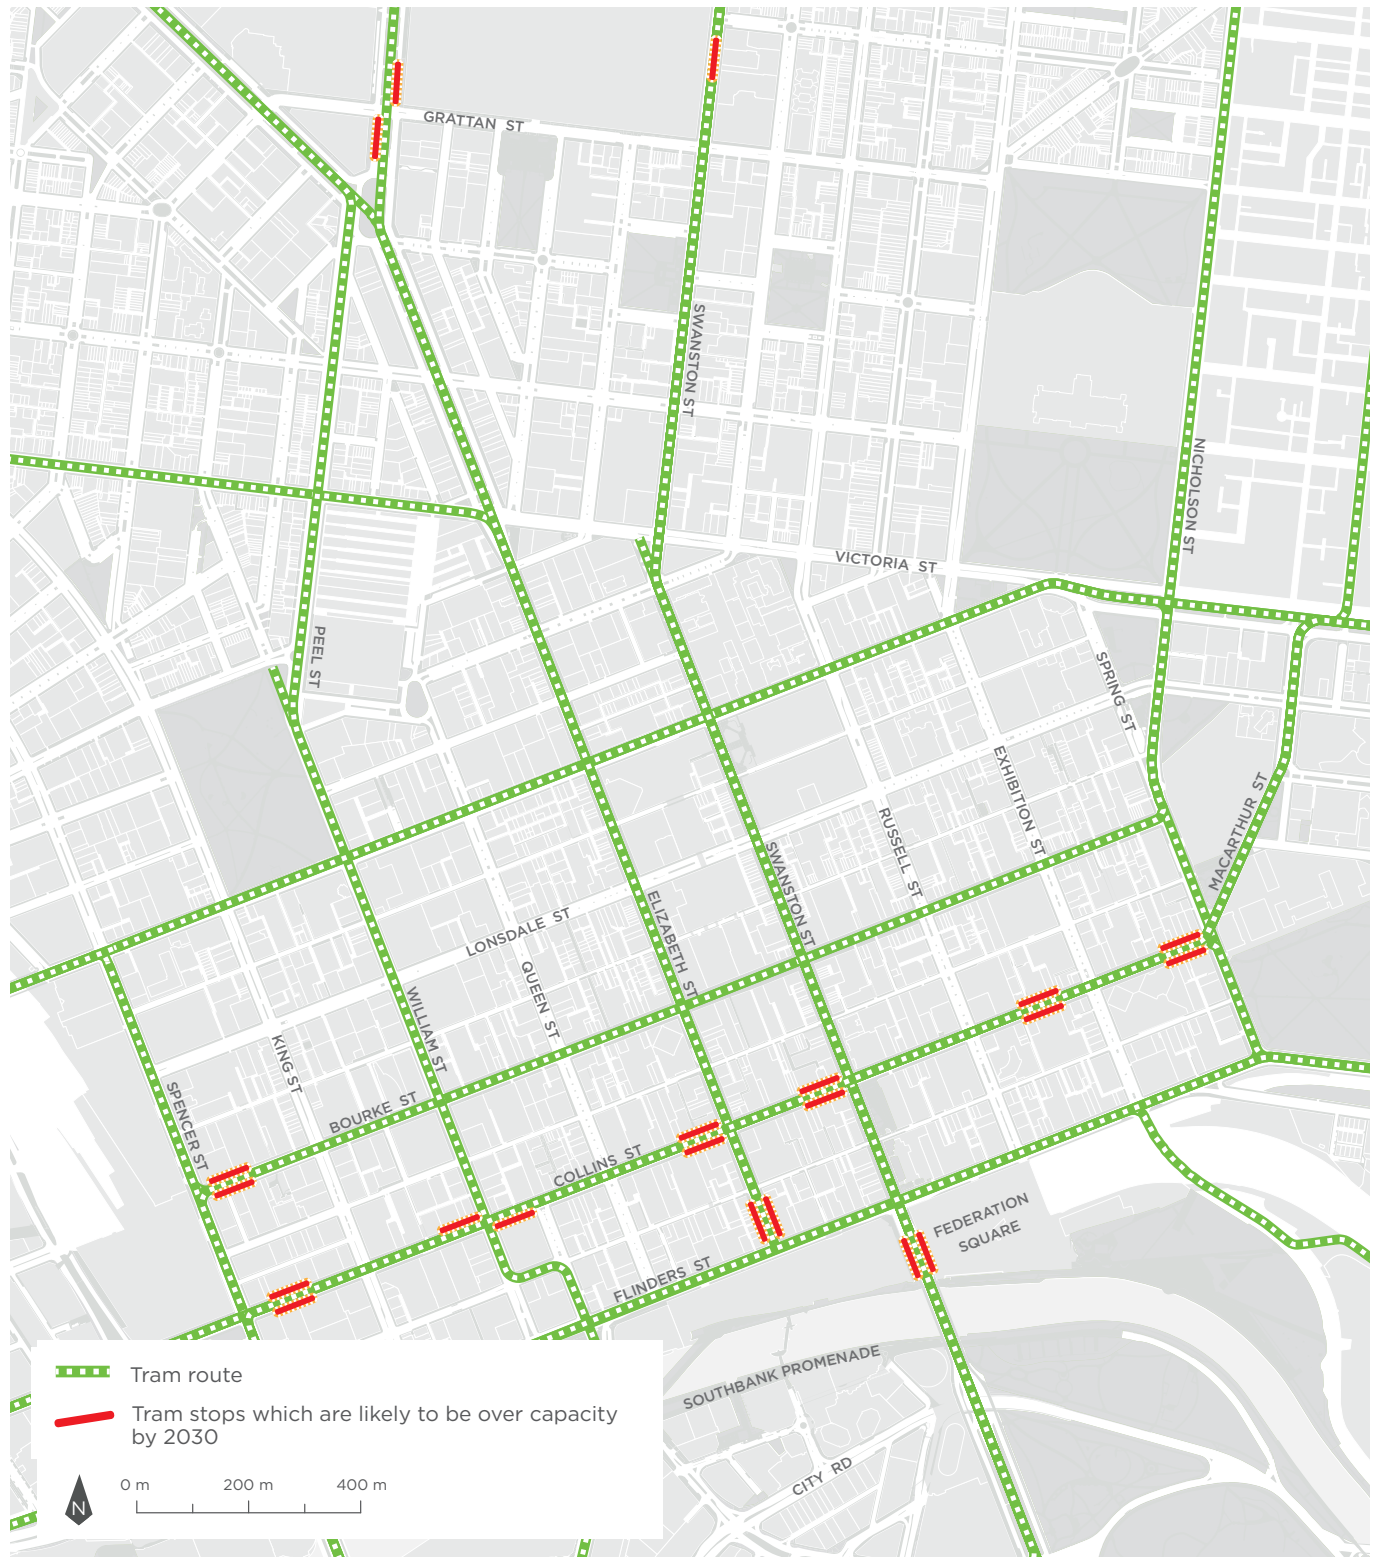 GRATTAN ST
SWANSTON ST
NICHOLSON ST
VICTORIA ST
PEEL ST
SPRING ST
EXHIBITION ST
MACARTHUR ST
RUSSELL ST
SWANSTON ST
ELIZABETH ST
LONSDALE ST
QUEEN ST
WILLIAM ST
KING ST
SPENCER ST
BOURKE ST
COLLINS ST
FEDERATION
SQUARE
FLINDERS ST
SOUTHBANK PROMENADE
CITY RD
Tram route
Tram stops which are likely to be over capacity
by 2030
0 m 200 m 400 m
N